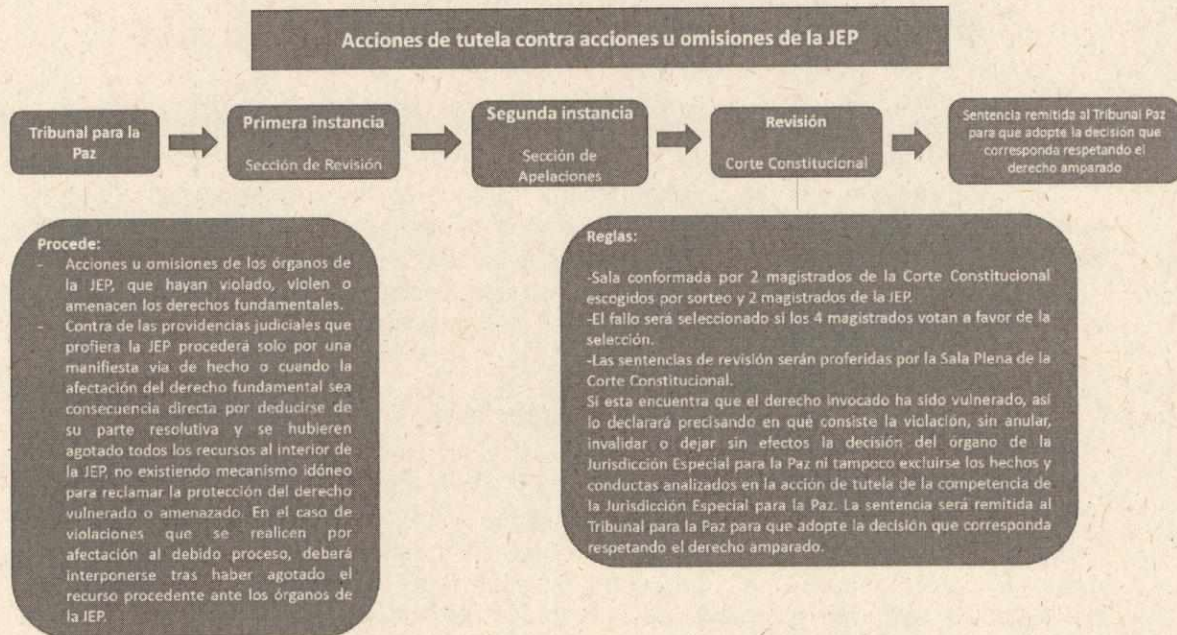 Acciones de tutela contra acciones u omisiones de la JEP
Tribunal para la
Paz
Primera instancia
Sección de Revisión
Segunda instancia
Sección de
Apelaciones
Revisión
Corte Constitucional
Sentencia remitida al Tribunal Paz
para que adopte la decisión que
corresponda respetando el
derecho amparado
Procede:
- Acciones u omisiones de los órganos de
la JEP, que hayan violado, violen o
amenacen los derechos fundamentales.
- Contra de las providencias judiciales que
profiera la JEP procederá solo por una
manifiesta vía de hecho o cuando la
afectación del derecho fundamental sea
consecuencia directa por deducirse de
su parte resolutiva y se hubieren
agotado todos los recursos al interior de
la JEP, no existiendo mecanismo idóneo
para reclamar la protección del derecho
vulnerado o amenazado. En el caso de
violaciones que se realicen por
afectación al debido proceso, deberá
interponerse tras haber agotado el
recurso procedente ante los órganos de
la JEP.
Reglas:
-Sala conformada por 2 magistrados de la Corte Constitucional
escogidos por sorteo y 2 magistrados de la JEP.
-El fallo será seleccionado si los 4 magistrados votan a favor de la
selección.
-Las sentencias de revisión serán proferidas por la Sala Plena de la
Corte Constitucional.
Si esta encuentra que el derecho invocado ha sido vulnerado, así
lo declarará precisando en qué consiste la violación, sin anular,
invalidar o dejar sin efectos la decisión del órgano de la
Jurisdicción Especial para la Paz ni tampoco excluirse los hechos y
conductas analizados en la acción de tutela de la competencia de
la Jurisdicción Especial para la Paz. La sentencia será remitida al
Tribunal para la Paz para que adopte la decisión que corresponda
respetando el derecho amparado.